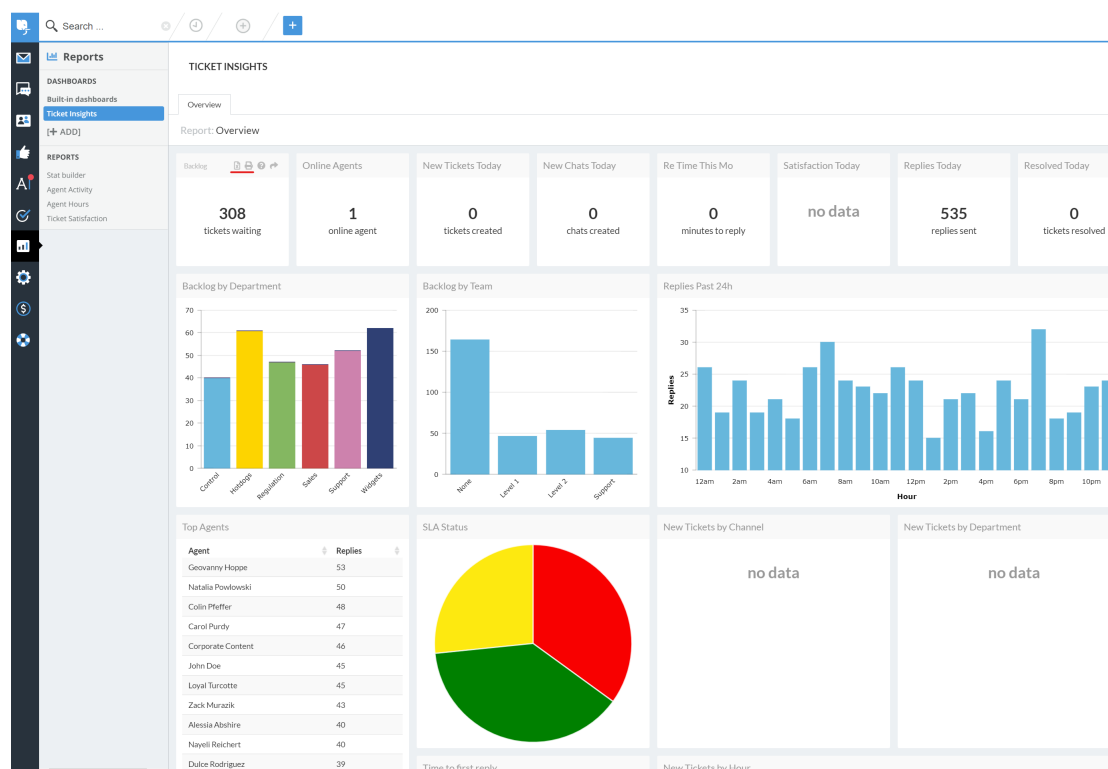 Search ...
Reports
DASHBOARDS
Built-in dashboards
Ticket Insights
[+ ADD]
REPORTS
Stat builder
Agent Activity
Agent Hours
Ticket Satisfaction
TICKET INSIGHTS
Overview
Report: Overview
Backlog
308
tickets waiting
Online Agents
1
online agent
New Tickets Today
0
tickets created
New Chats Today
0
chats created
Re Time This Mo
0
minutes to reply
Satisfaction Today
no data
Replies Today
535
replies sent
Resolved Today
0
tickets resolved
Backlog by Department
70
60
50
40
30
20
10
0
Control
Hotdogs
Regulation
Sales
Support
Widgets
Backlog by Team
200
150
100
50
0
None
Level 1
Level 2
Support
Replies Past 24h
Replies
35
30
25
20
15
10
12am 2am 4am 6am 8am 10am 12pm 2pm 4pm 6pm 8pm 10pm
Hour
Top Agents
Agent Replies
Geovanny Hoppe 53
Natalia Powlowski 50
Colin Pfeffer 48
Carol Purdy 47
Corporate Content 46
John Doe 45
Loyal Turcotte 45
Zack Murazik 43
Alessia Abshire 40
Nayeli Reichert 40
Dulce Rodriguez 39
SLA Status
New Tickets by Channel
no data
New Tickets by Department
no data
Time to first reply
New Tickets by Hour